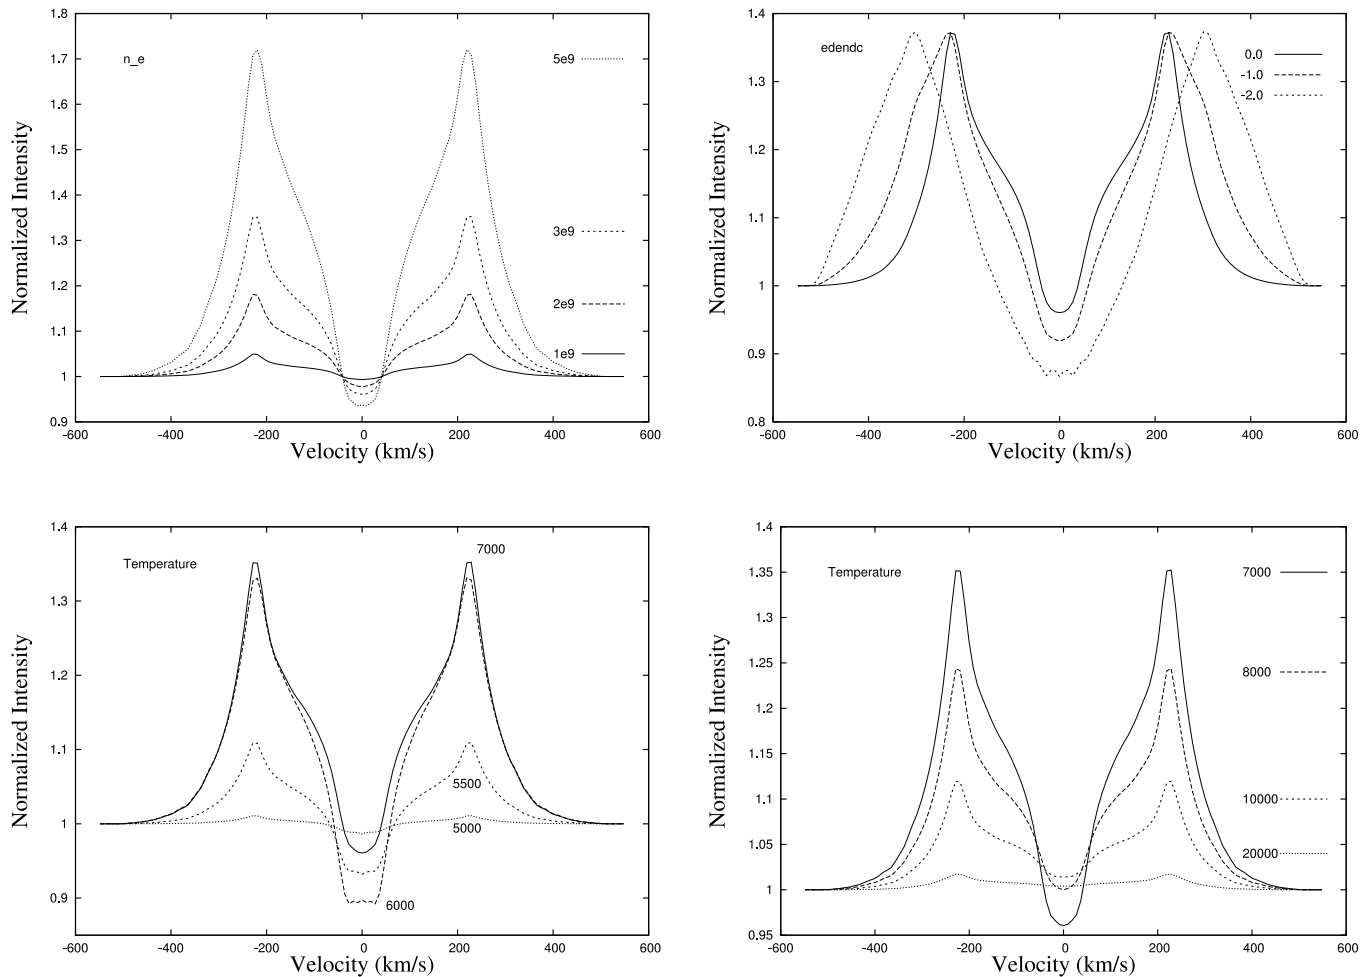 1.8
1.7
1.6
1.5
1.4
1.3
1.2
1.1
1
0.9
Normalized Intensity
n_e
5e9
3e9
2e9
1e9
-600 -400 -200 0 200 400 600
Velocity (km/s)
1.4
1.3
1.2
1.1
1
0.9
0.8
Normalized Intensity
edendc
0.0
-1.0
-2.0
-600 -400 -200 0 200 400 600
Velocity (km/s)
1.4
1.3
1.2
1.1
1
0.9
Normalized Intensity
Temperature
7000
5500
5000
6000
-600 -400 -200 0 200 400 600
Velocity (km/s)
1.4
1.35
1.3
1.25
1.2
1.15
1.1
1.05
1
0.95
Normalized Intensity
Temperature
7000
8000
10000
20000
-600 -400 -200 0 200 400 600
Velocity (km/s)